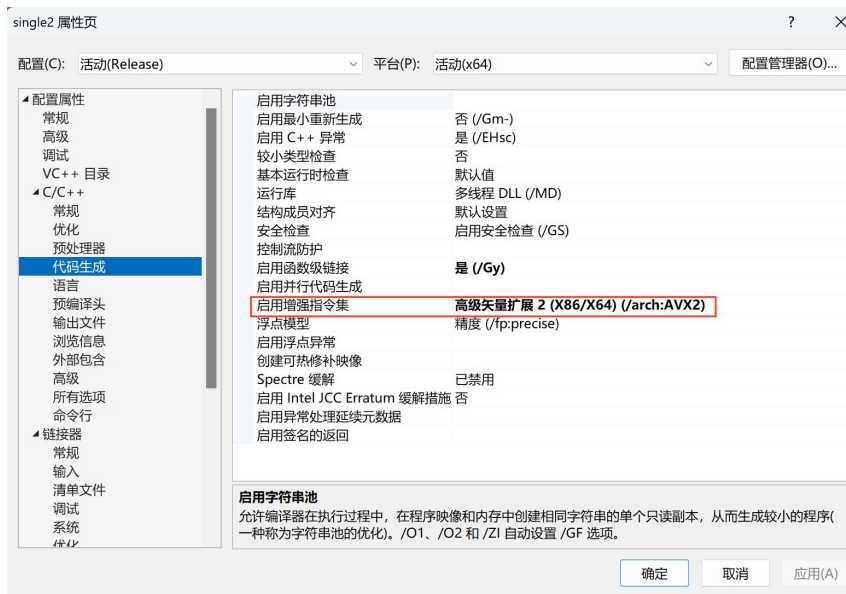 single2 属性页 ?
配置(C): 活动(Release) 平台(P): 活动(x64) 配置管理器(O)...
配置属性
常规
高级
调试
VC++ 目录
C/C++
常规
优化
预处理器
代码生成
语言
预编译头
输出文件
浏览信息
外部包含
高级
所有选项
命令行
链接器
常规
输入
清单文件
调试
系统
优化
启用字符串池
启用最小重新生成 否 (/Gm-)
启用 C++ 异常 是 (/EHsc)
较小类型检查 否
基本运行时检查 默认值
运行库 多线程 DLL (/MD)
结构成员对齐 默认设置
安全检查 启用安全检查 (/GS)
控制流防护
启用函数级链接 是 (/Gy)
启用并行代码生成
启用增强指令集 高级矢量扩展 2 (X86/X64) (/arch:AVX2)
浮点模型 精度 (/fp:precise)
启用浮点异常
创建可热修补映像
Spectre 缓解 已禁用
启用 Intel JCC Erratum 缓解措施 否
启用异常处理延续元数据
启用签名的返回
启用字符串池
允许编译器在执行过程中，在程序映像和内存中创建相同字符串的单个只读副本，从而生成较小的程序(
一种称为字符串池的优化)。/O1、/O2 和 /ZI 自动设置 /GF 选项。
确定 取消 应用(A)